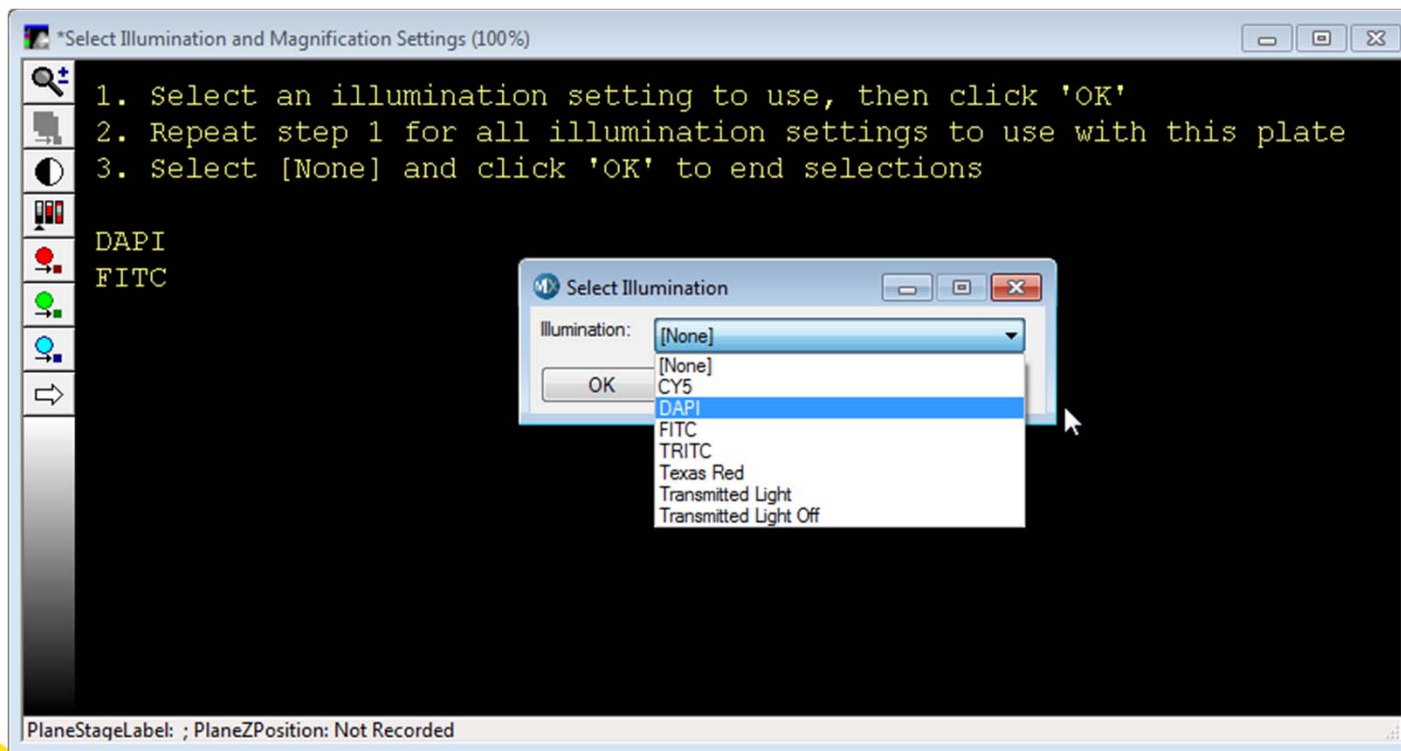 *Select Illumination and Magnification Settings (100%)
1. Select an illumination setting to use, then click 'OK'
2. Repeat step 1 for all illumination settings to use with this plate
3. Select [None] and click 'OK' to end selections
DAPI
FITC
MX Select Illumination
Illumination: [None]
OK
[None]
CY5
DAPI
FITC
TRITC
Texas Red
Transmitted Light
Transmitted Light Off
PlaneStageLabel: ; PlaneZPosition: Not Recorded